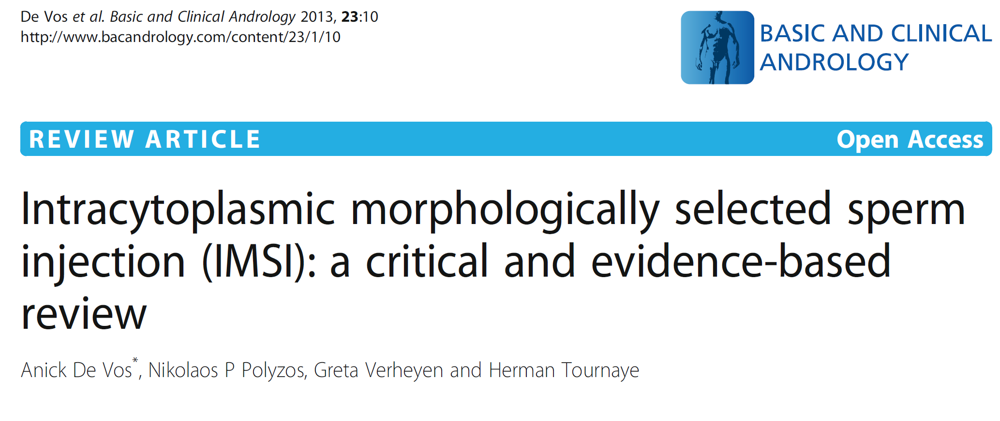 De Vos et al. Basic and Clinical Andrology 2013, 23:10
http://www.bacandrology.com/content/23/1/10
BASIC AND CLINICAL
ANDROLOGY
REVIEW ARTICLE
Open Access
Intracytoplasmic morphologically selected sperm
injection (IMSI): a critical and evidence-based
review
Anick De Vos*, Nikolaos P Polyzos, Greta Verheyen and Herman Tournaye